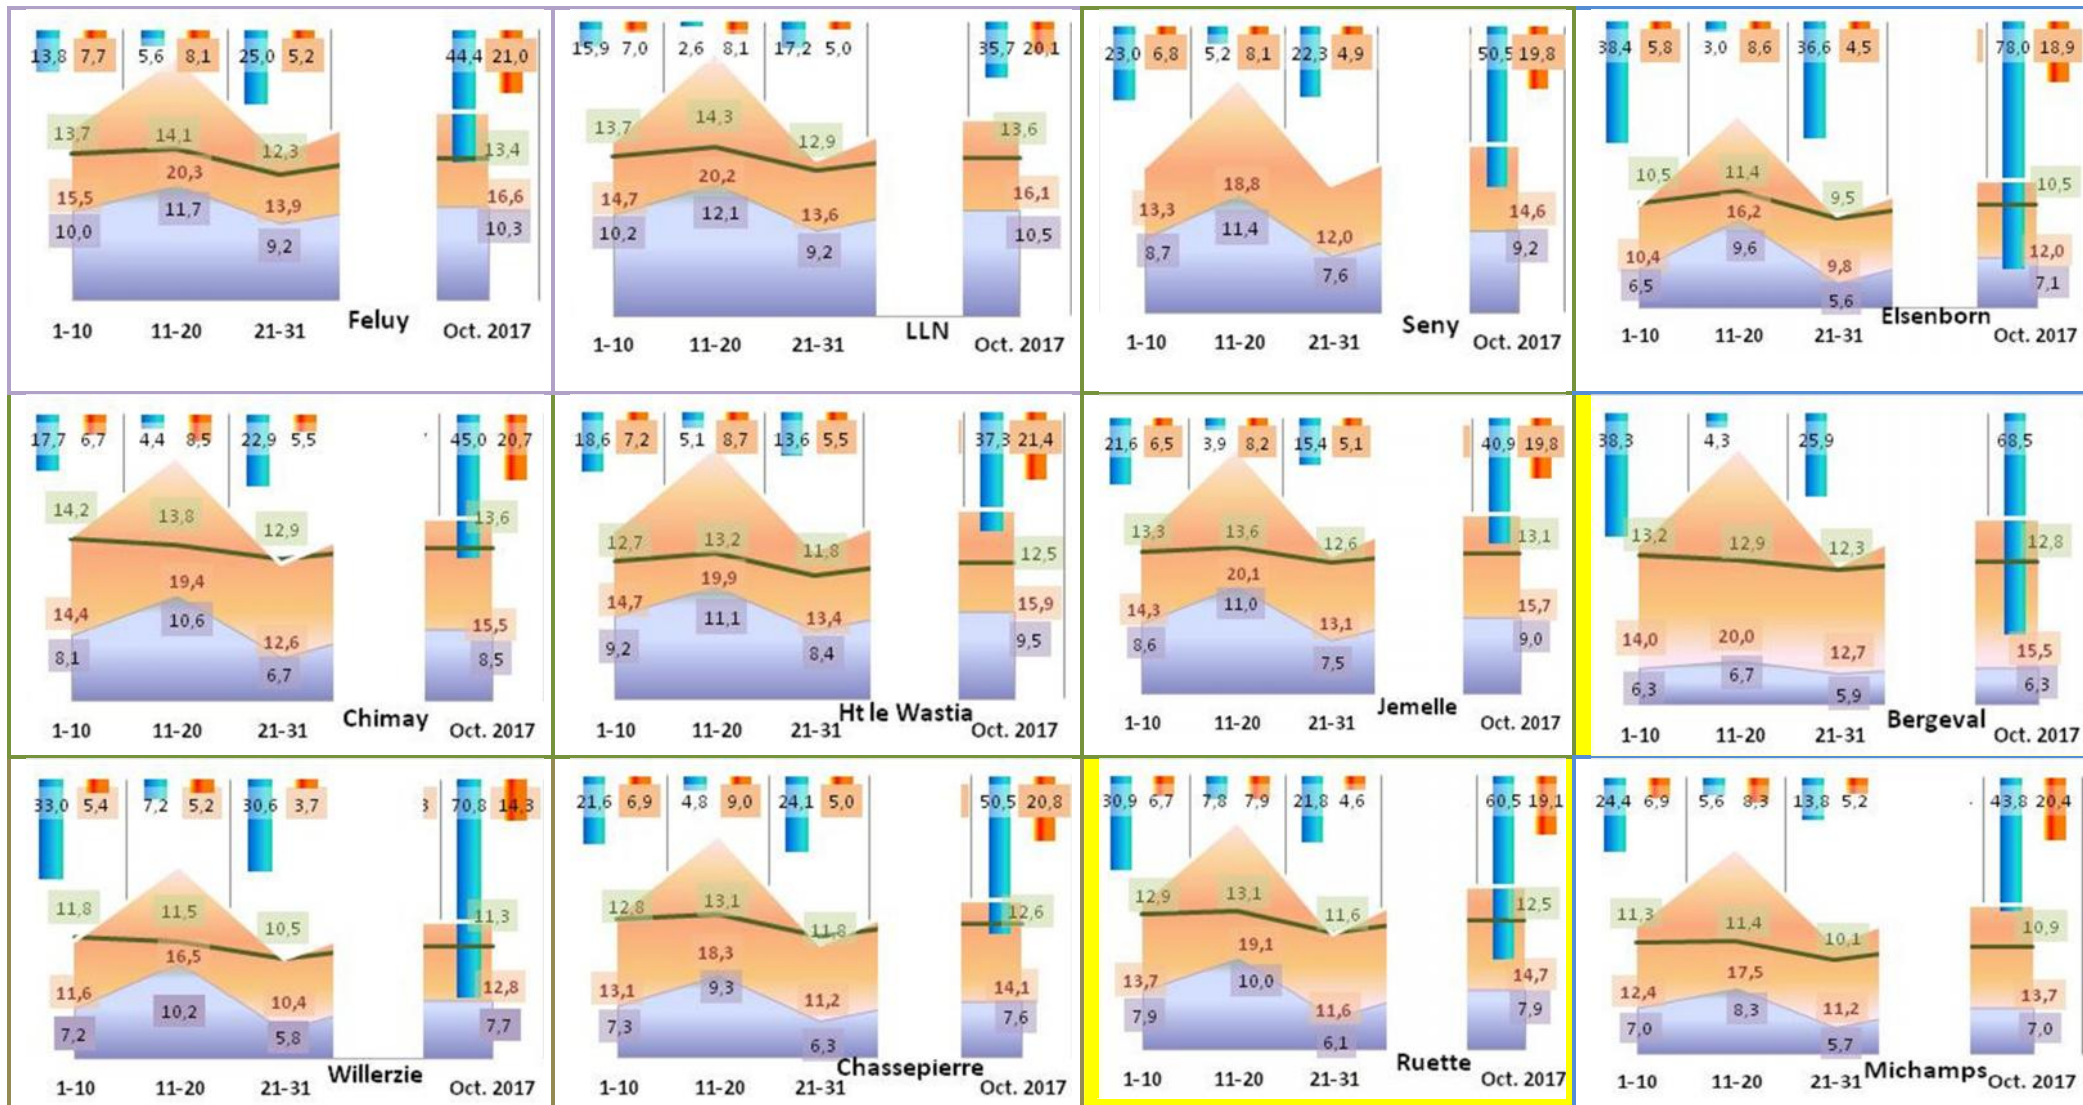 13,8 7,7 5,6 8,1 25,0 5,2 44,4 21,0
13,7 14,1 12,3 13,4
15,5 20,3 13,9 16,6
10,0 11,7 9,2 10,3
Feluy
1-10 11-20 21-31 Oct. 2017
15,9 7,0 2,6 8,1 17,2 5,0 35,7 20,1
13,7 14,3 12,9 13,6
14,7 20,2 13,6 16,1
10,2 12,1 9,2 10,5
LLN
1-10 11-20 21-31 Oct. 2017
23,0 6,8 5,2 8,1 22,3 4,9 50,5 19,8
13,3 18,8 12,0 14,6
8,7 11,4 7,6 9,2
Seny
1-10 11-20 21-31 Oct. 2017
38,4 5,8 3,0 8,6 36,6 4,5 78,0 18,9
10,5 11,4 9,5 10,5
10,4 16,2 9,8 12,0
6,5 9,6 5,6 7,1
Elsenborn
1-10 11-20 21-31 Oct. 2017
17,7 6,7 4,4 8,5 22,9 5,5 45,0 20,7
14,2 13,8 12,9 13,6
14,4 19,4 12,6 15,5
8,1 10,6 6,7 8,5
Chimay
1-10 11-20 21-31 Oct. 2017
18,6 7,2 5,1 8,7 13,6 5,5 37,3 21,4
12,7 13,2 11,8 12,5
14,7 19,9 13,4 15,9
9,2 11,1 8,4 9,5
Ht le Wastia
1-10 11-20 21-31 Oct. 2017
21,6 6,5 3,9 8,2 15,4 5,1 40,9 19,8
13,3 13,6 12,6 13,1
14,3 20,1 13,1 15,7
8,6 11,0 7,5 9,0
Jemelle
1-10 11-20 21-31 Oct. 2017
38,3 4,3 25,9 68,5
13,2 12,9 12,3 12,8
14,0 20,0 12,7 15,5
6,3 6,7 5,9 6,3
Bergeval
1-10 11-20 21-31 Oct. 2017
33,0 5,4 7,2 5,2 30,6 3,7 3 70,8 14,3
11,8 11,5 10,5 11,3
11,6 16,5 10,4 12,8
7,2 10,2 5,8 7,7
Willerzie
1-10 11-20 21-31 Oct. 2017
21,6 6,9 4,8 9,0 24,1 5,0 50,5 20,8
12,8 13,1 11,8 12,6
13,1 18,3 11,2 14,1
7,3 9,3 6,3 7,6
Chassepierre
1-10 11-20 21-31 Oct. 2017
30,9 6,7 7,8 7,9 21,8 4,6 60,5 19,1
12,9 13,1 11,6 12,5
13,7 19,1 11,6 14,7
7,9 10,0 6,1 7,9
Ruette
1-10 11-20 21-31 Oct. 2017
24,4 6,9 5,6 8,3 13,8 5,2 43,8 20,4
11,3 11,4 10,1 10,9
12,4 17,5 11,2 13,7
7,0 8,3 5,7 7,0
Michamps
1-10 11-20 21-31 Oct. 2017